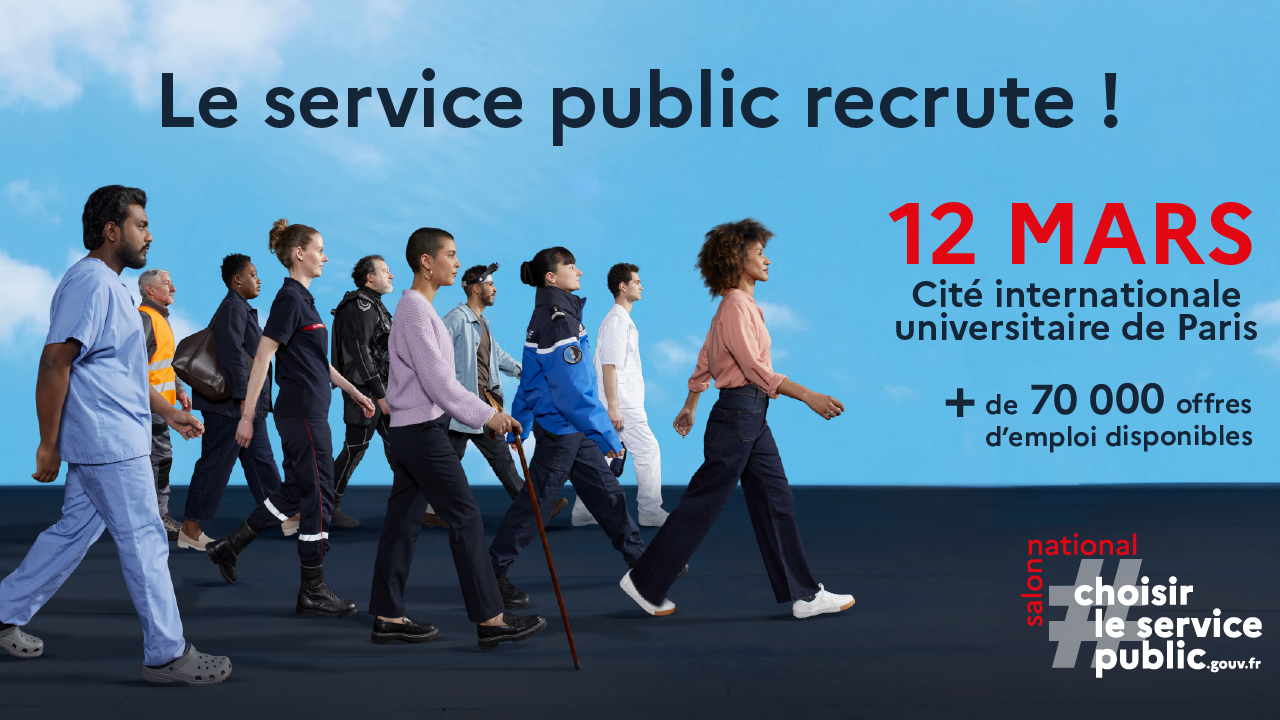 Le service public recrute !
12 MARS
Cité internationale
universitaire de Paris
+ de 70 000 offres
d’emploi disponibles
salon
national
#
choisir
le service
public.gouv.fr